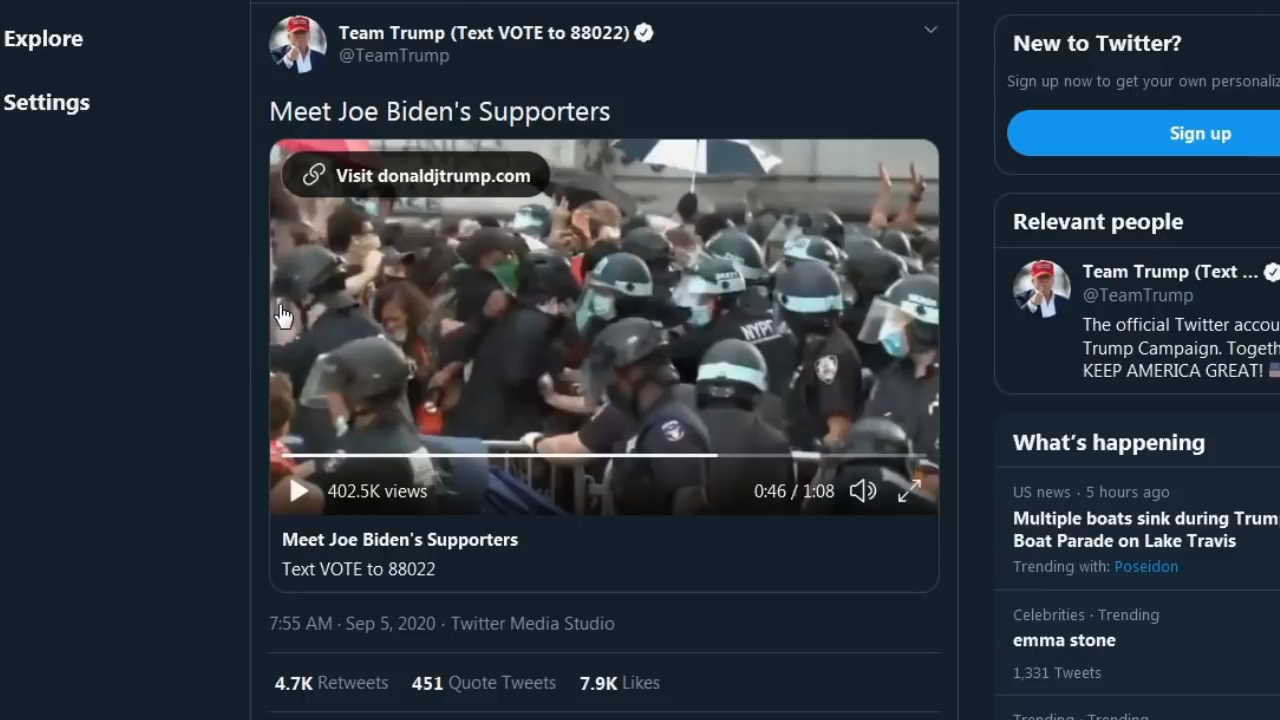 Explore
Settings
Team Trump (Text VOTE to 88022)
@TeamTrump
Meet Joe Biden's Supporters
Visit donaldjtrump.com
NYPD
402.5K views
0:46 / 1:08
Meet Joe Biden's Supporters
Text VOTE to 88022
7:55 AM · Sep 5, 2020 · Twitter Media Studio
4.7K Retweets 451 Quote Tweets 7.9K Likes
New to Twitter?
Sign up now to get your own personaliz
Sign up
Relevant people
Team Trump (Text ...
@TeamTrump
The official Twitter accou
Trump Campaign. Togeth
KEEP AMERICA GREAT!
What's happening
US news · 5 hours ago
Multiple boats sink during Trum
Boat Parade on Lake Travis
Trending with: Poseidon
Celebrities · Trending
emma stone
1,331 Tweets
Trending · Trending